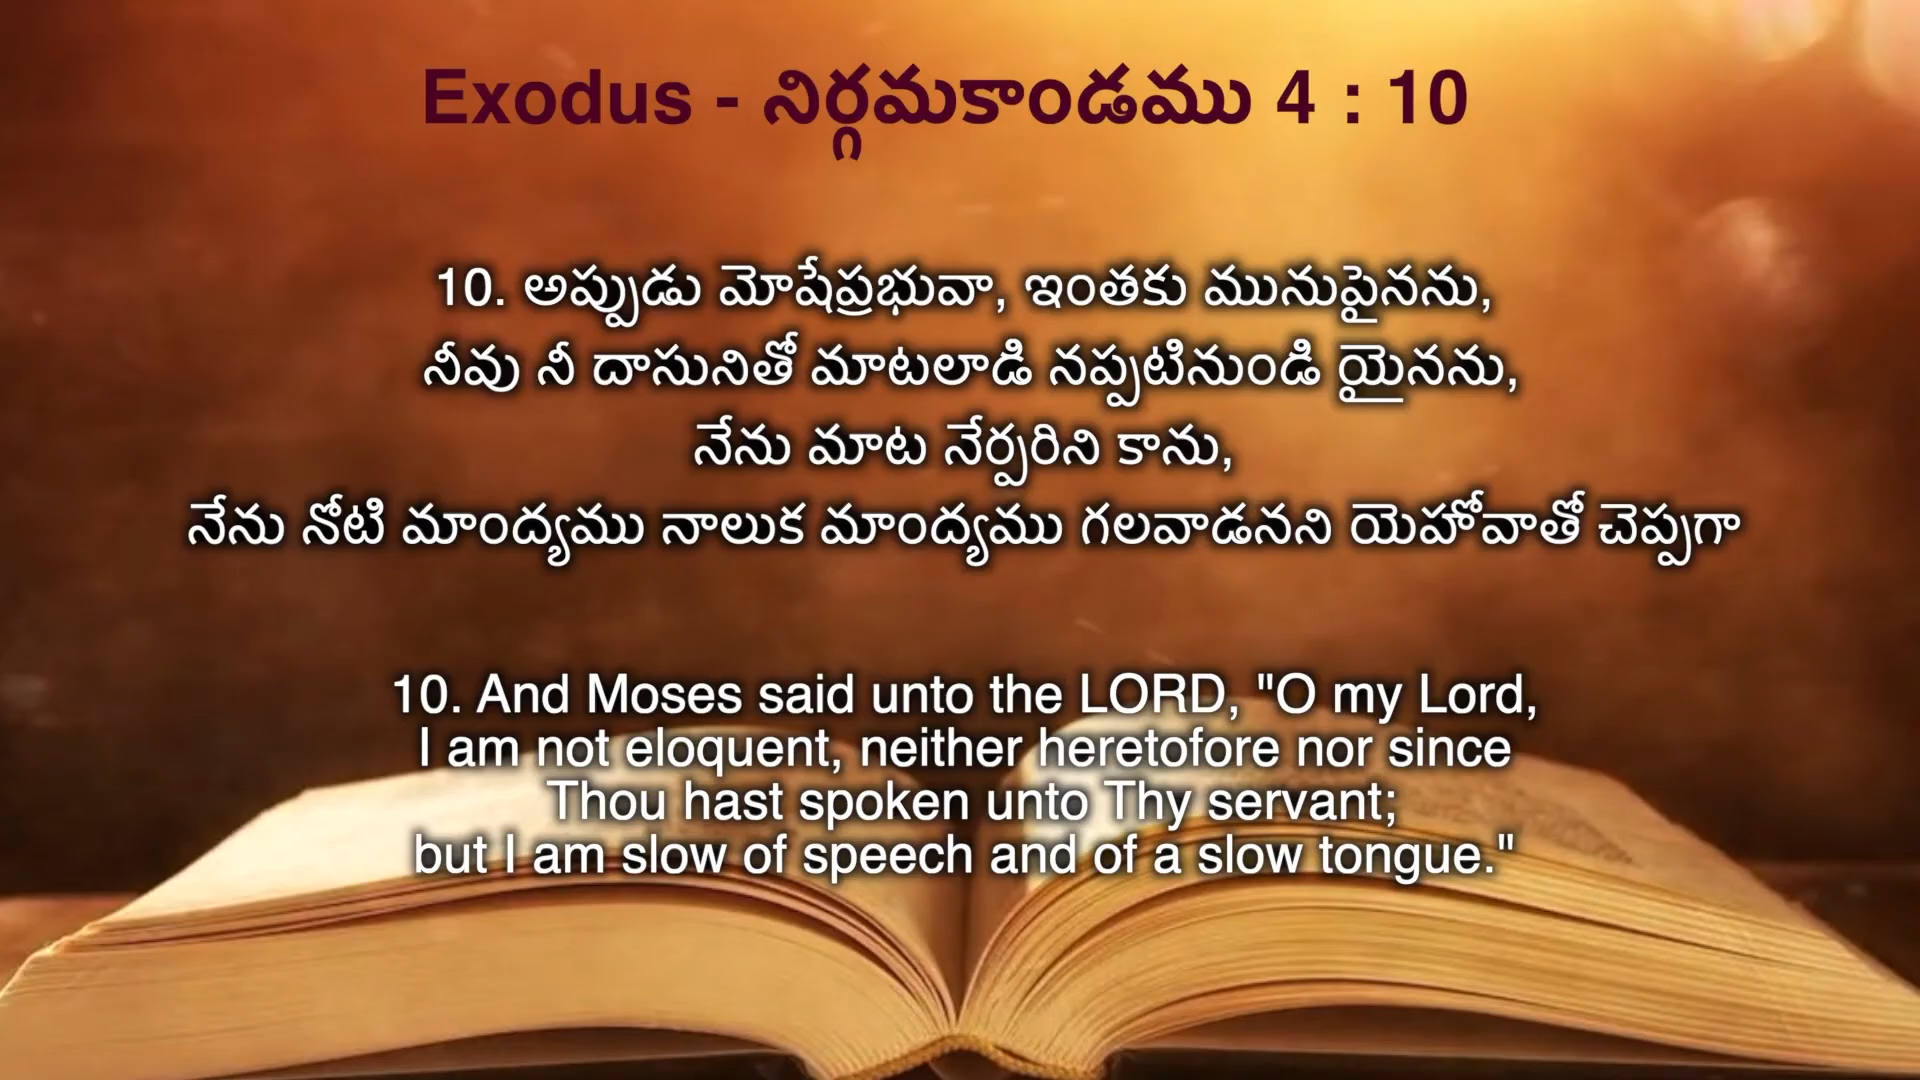 Exodus - నిర్గమకాండము 4 : 10
10. అప్పుడు మోషేప్రభువా, ఇంతకు మునుపైనను,
నీవు నీ దాసునితో మాటలాడి నప్పటినుండి యైనను,
నేను మాట నేర్పరిని కాను,
నేను నోటి మాంద్యము నాలుక మాంద్యము గలవాడనని యెహోవాతో చెప్పగా
10. And Moses said unto the LORD, "O my Lord,
I am not eloquent, neither heretofore nor since
Thou hast spoken unto Thy servant;
but I am slow of speech and of a slow tongue."